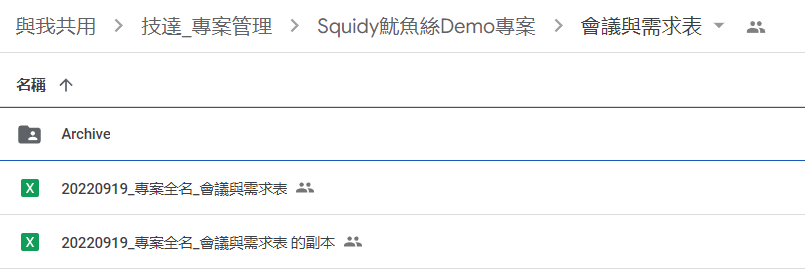 與我共用 > 技達_專案管理 > Squidy魷魚絲Demo專案 > 會議與需求表
名稱 ↑
Archive
20220919_專案全名_會議與需求表
20220919_專案全名_會議與需求表 的副本